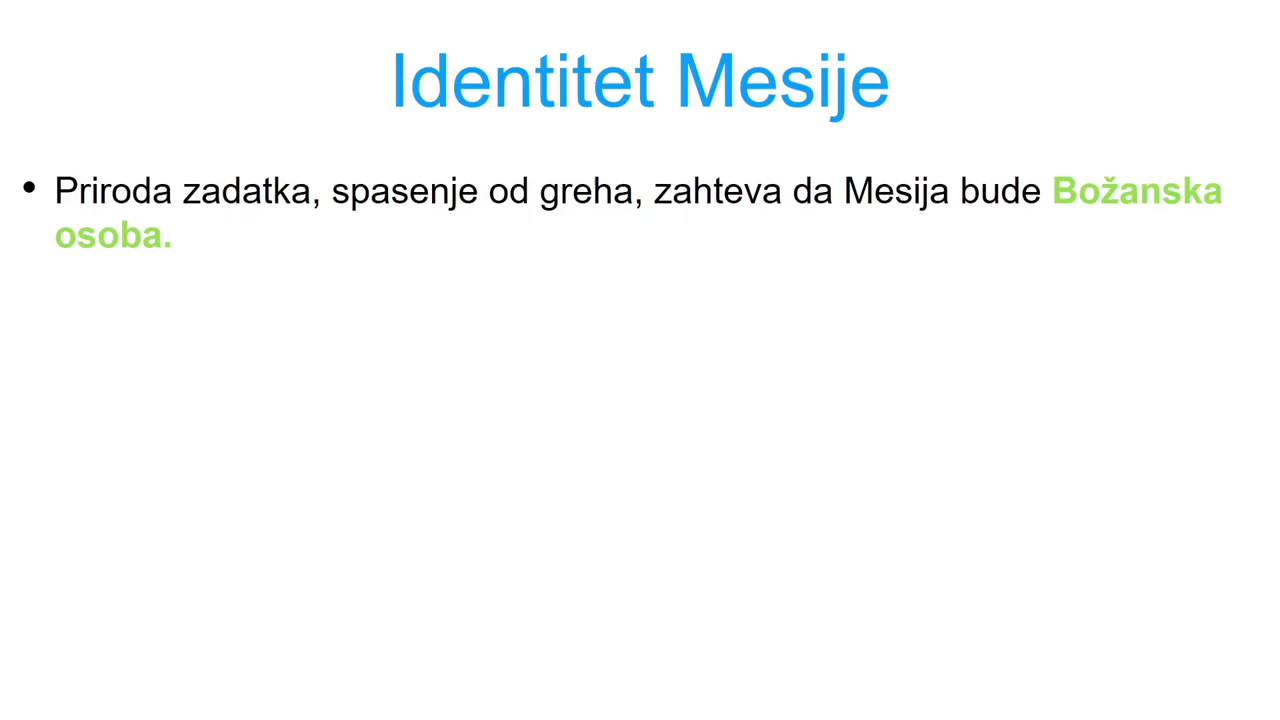 Identitet Mesije
• Priroda zadatka, spasenje od greha, zahteva da Mesija bude Božanska
osoba.